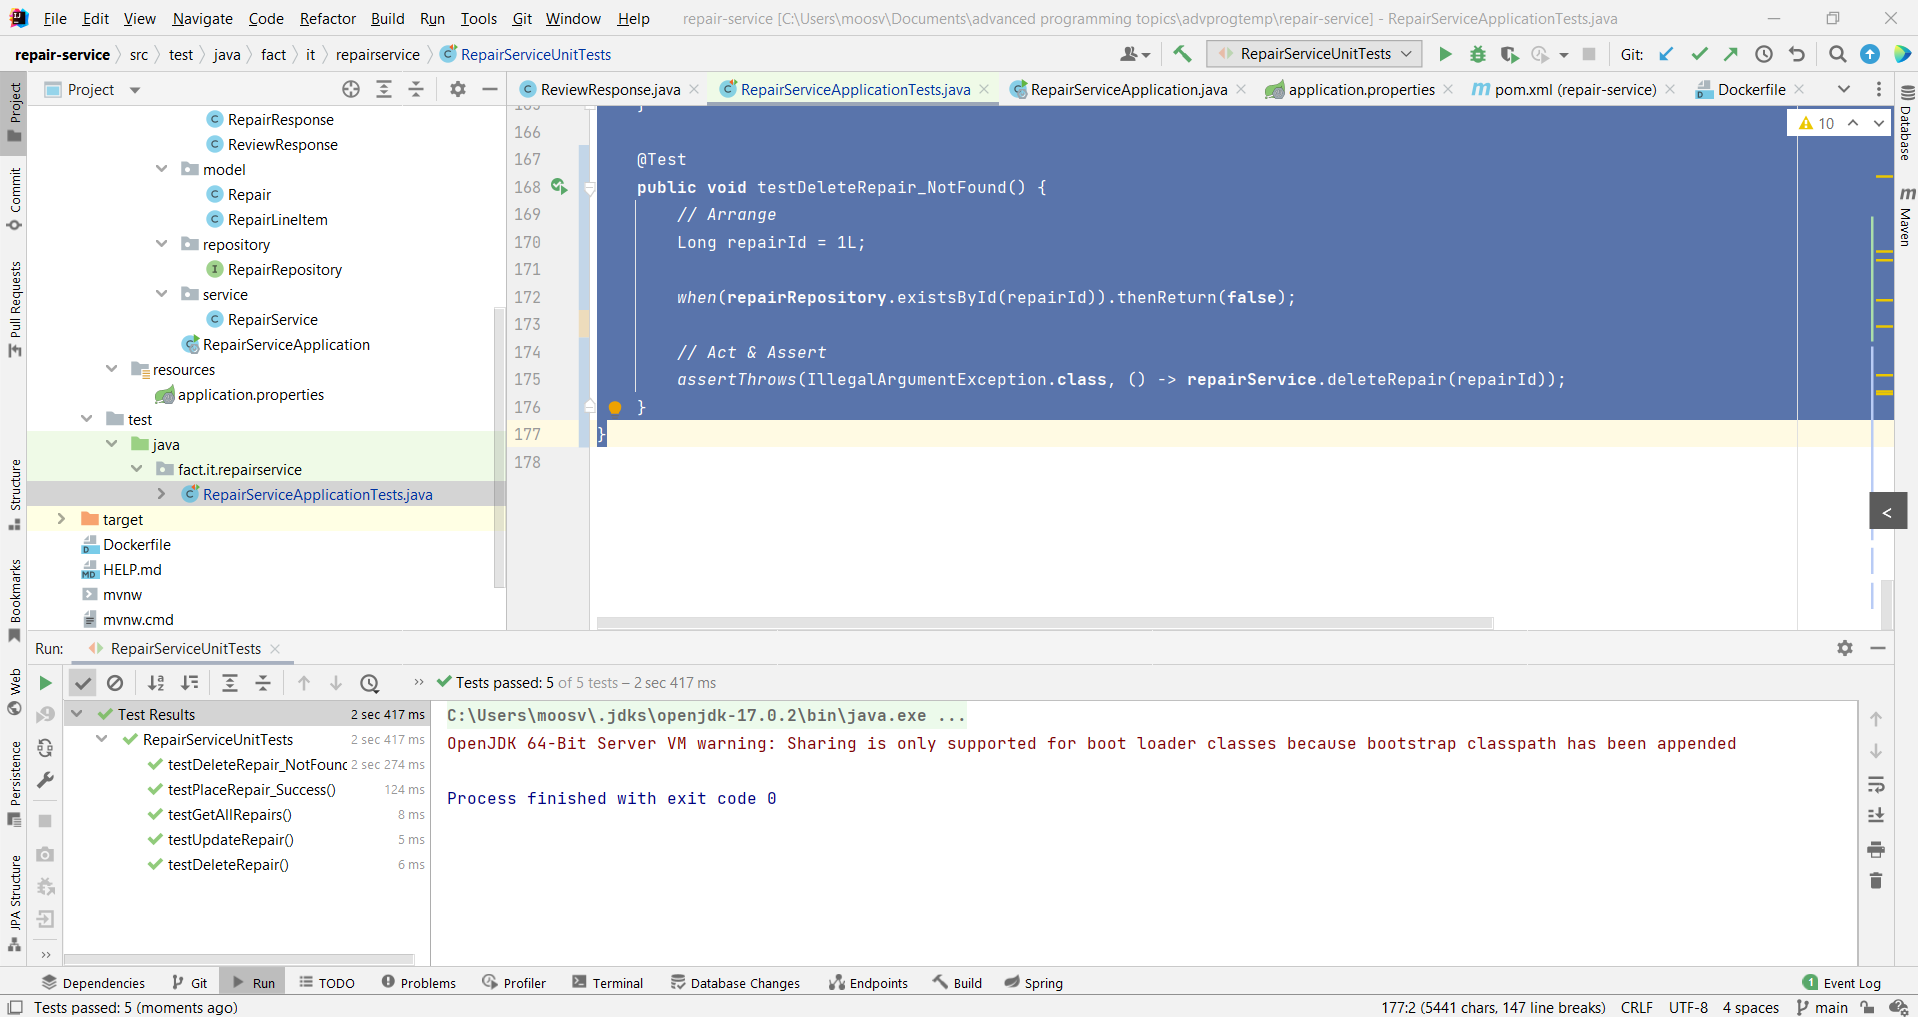 File Edit View Navigate Code Refactor Build Run Tools Git Window Help repair-service [C:\Users\moosv\Documents\advanced programming topics\advprogtemp\repair-service] - RepairServiceApplicationTests.java
repair-service src test java fact it repairservice RepairServiceUnitTests RepairServiceUnitTests Git:
Project
ReviewResponse.java RepairServiceApplicationTests.java RepairServiceApplication.java application.properties pom.xml (repair-service) Dockerfile
Project
Commit
Pull Requests
Structure
Bookmarks
Web
Persistence
JPA Structure
RepairResponse
ReviewResponse
model
Repair
RepairLineItem
repository
RepairRepository
service
RepairService
RepairServiceApplication
resources
application.properties
test
java
fact.it.repairservice
RepairServiceApplicationTests.java
target
Dockerfile
HELP.md
mvnw
mvnw.cmd
165 }
166
167 @Test
168 public void testDeleteRepair_NotFound() {
169 // Arrange
170 Long repairId = 1L;
171
172 when(repairRepository.existsById(repairId)).thenReturn(false);
173
174 // Act & Assert
175 assertThrows(IllegalArgumentException.class, () -> repairService.deleteRepair(repairId));
176 }
177 }
178
10
Database
Maven
<
Run: RepairServiceUnitTests
Tests passed: 5 of 5 tests – 2 sec 417 ms
Test Results 2 sec 417 ms
RepairServiceUnitTests 2 sec 417 ms
testDeleteRepair_NotFound 2 sec 274 ms
testPlaceRepair_Success() 124 ms
testGetAllRepairs() 8 ms
testUpdateRepair() 5 ms
testDeleteRepair() 6 ms
C:\Users\moosv\.jdks\openjdk-17.0.2\bin\java.exe ...
OpenJDK 64-Bit Server VM warning: Sharing is only supported for boot loader classes because bootstrap classpath has been appended
Process finished with exit code 0
Dependencies Git Run TODO Problems Profiler Terminal Database Changes Endpoints Build Spring 1 Event Log
Tests passed: 5 (moments ago) 177:2 (5441 chars, 147 line breaks) CRLF UTF-8 4 spaces main